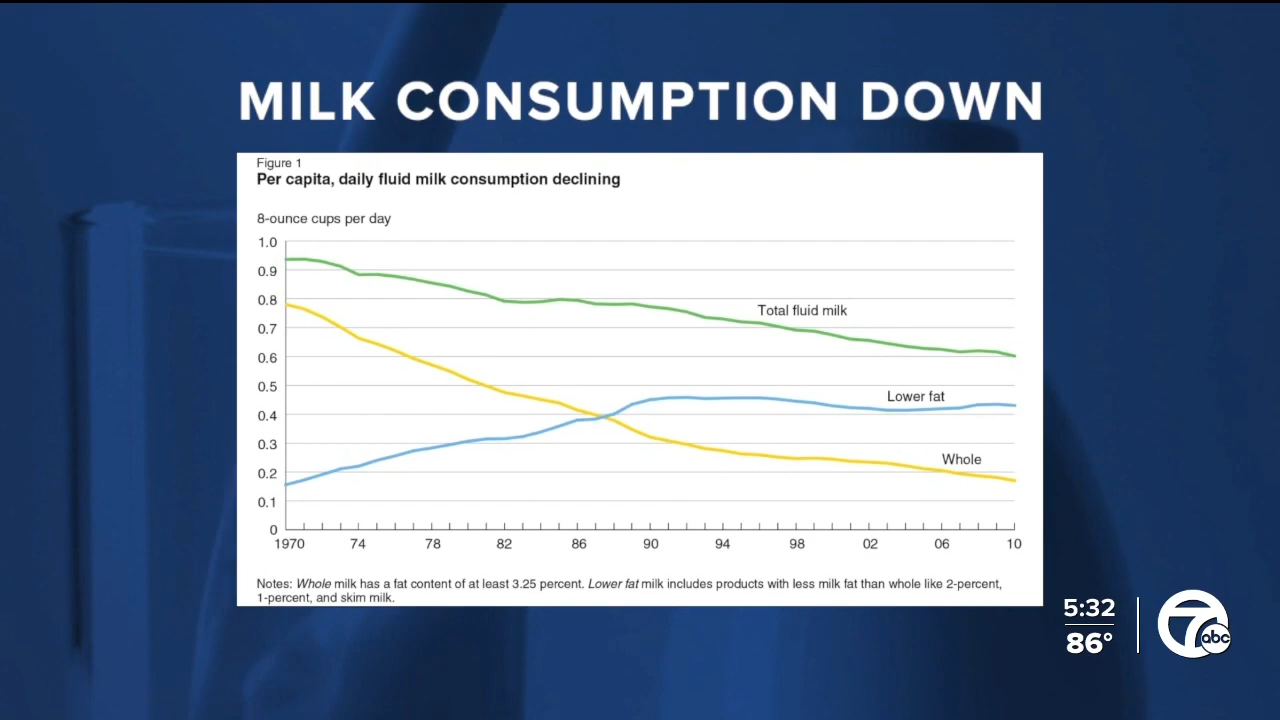 MILK CONSUMPTION DOWN
Figure 1
Per capita, daily fluid milk consumption declining
8-ounce cups per day
1.0
0.9
0.8
0.7
0.6
0.5
0.4
0.3
0.2
0.1
0
Total fluid milk
Lower fat
Whole
1970 74 78 82 86 90 94 98 02 06 10
Notes: Whole milk has a fat content of at least 3.25 percent. Lower fat milk includes products with less milk fat than whole like 2-percent,
1-percent, and skim milk.
5:32
86°
7 abc